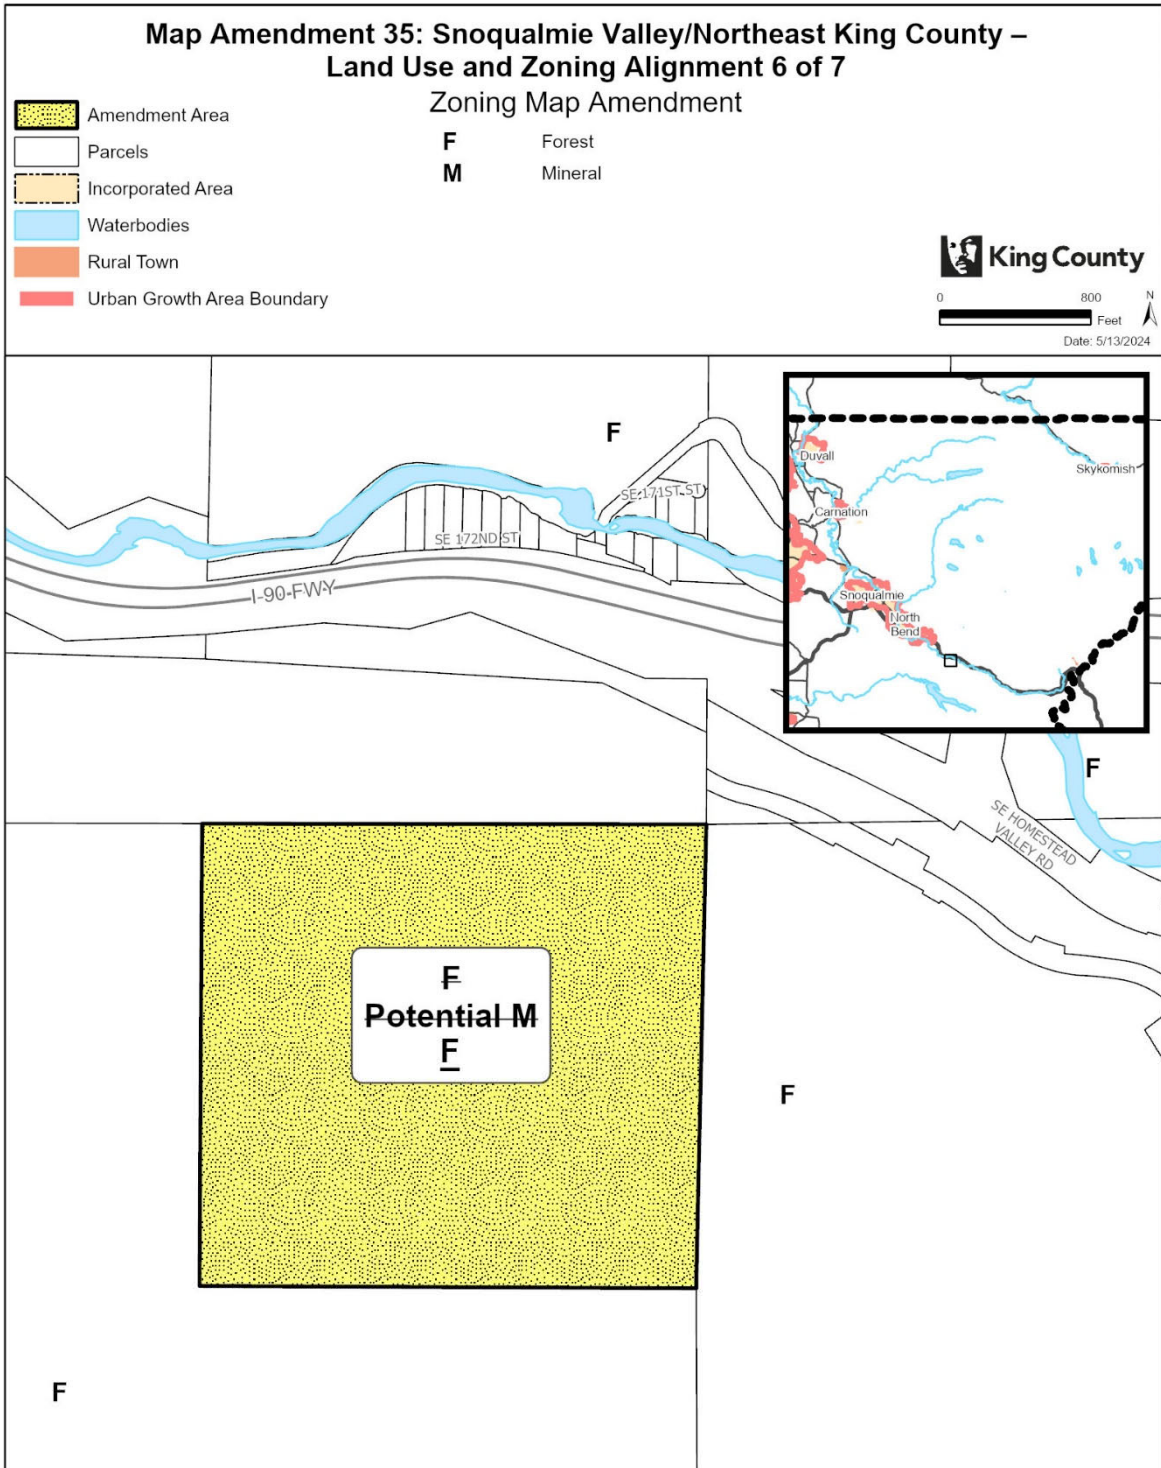 Map Amendment 35: Snoqualmie Valley/Northeast King County –
Land Use and Zoning Alignment 6 of 7
Zoning Map Amendment
Amendment Area
Parcels
Incorporated Area
Waterbodies
Rural Town
Urban Growth Area Boundary
F Forest
M Mineral
King County
0 800
Feet
N
Date: 5/13/2024
F
SE 171ST ST
SE 172ND ST
I-90 FWY
Duvall
Skykomish
Carnation
Snoqualmie
North
Bend
F
SE HOMESTEAD
VALLEY RD
F
Potential M
F
F
F